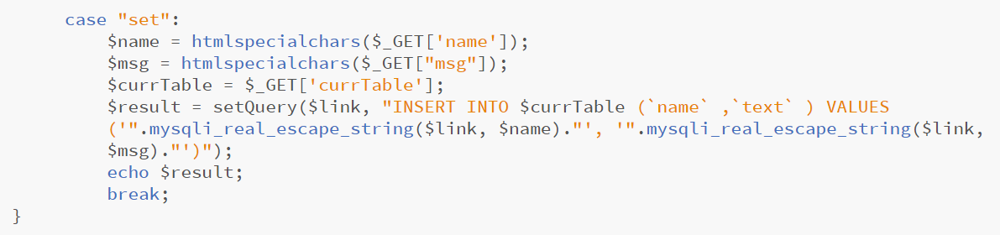 case "set":
$name = htmlspecialchars($_GET['name']);
$msg = htmlspecialchars($_GET["msg"]);
$currTable = $_GET['currTable'];
$result = setQuery($link, "INSERT INTO $currTable (`name` ,`text` ) VALUES
('".mysqli_real_escape_string($link, $name)."', '".mysqli_real_escape_string($link,
$msg)."')");
echo $result;
break;
}